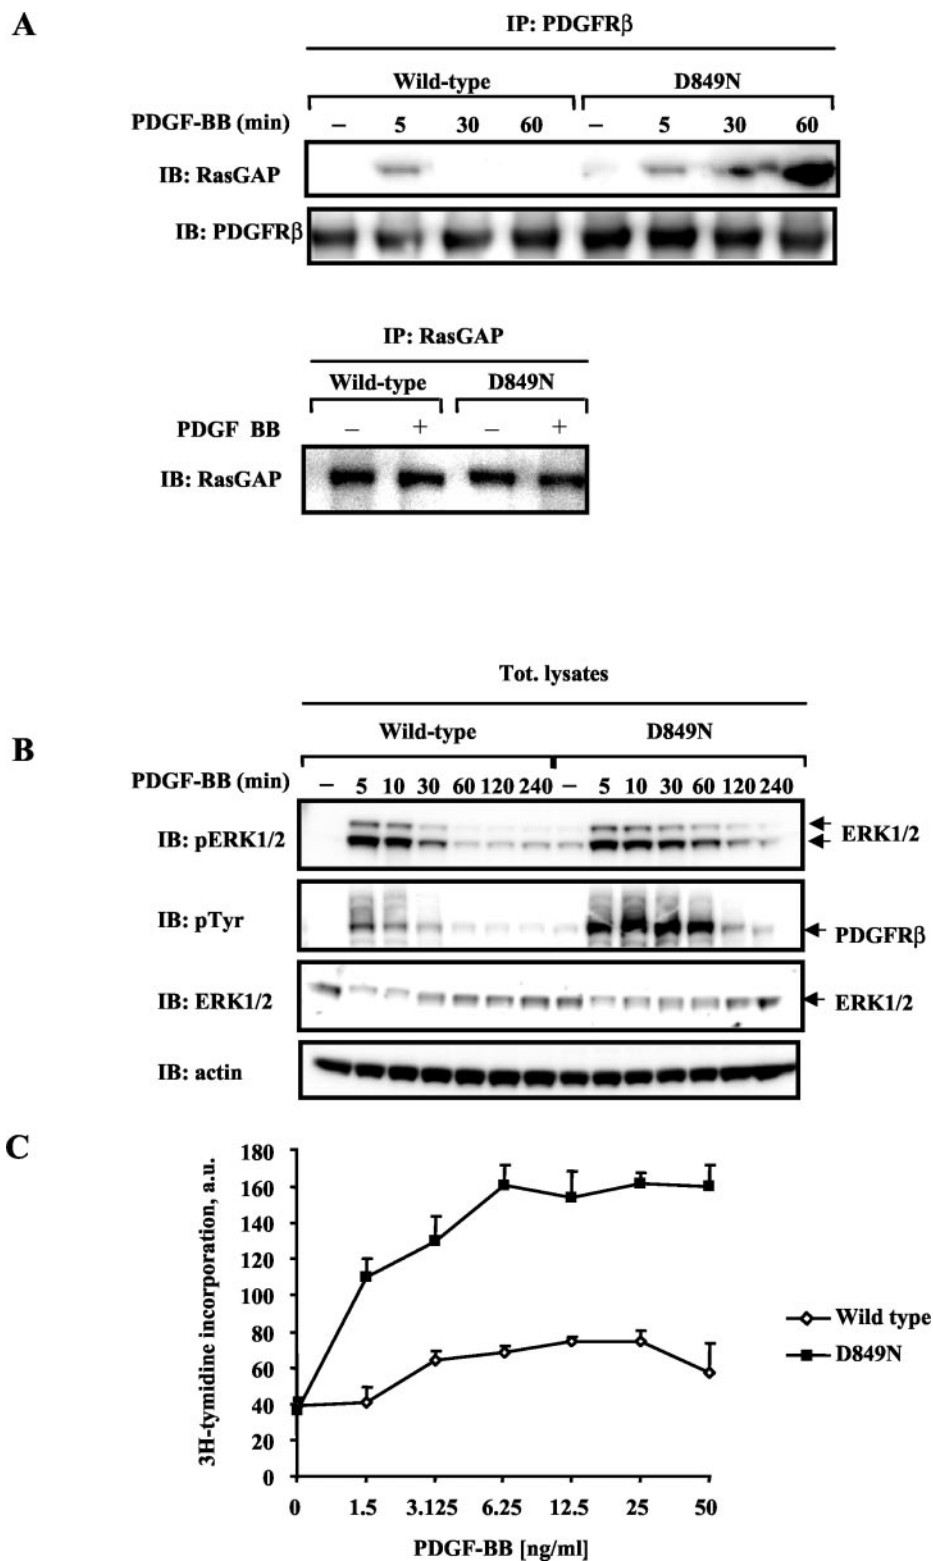 A
IP: PDGFRβ
Wild-type D849N
PDGF-BB (min) – 5 30 60 – 5 30 60
IB: RasGAP
IB: PDGFRβ
IP: RasGAP
Wild-type D849N
PDGF BB – + – +
IB: RasGAP
Tot. lysates
B
Wild-type D849N
PDGF-BB (min) – 5 10 30 60 120 240 – 5 10 30 60 120 240
IB: pERK1/2 ERK1/2
IB: pTyr PDGFRβ
IB: ERK1/2 ERK1/2
IB: actin
C
3H-tymidine incorporation, a.u.
180
160
140
120
100
80
60
40
20
0
0 1.5 3.125 6.25 12.5 25 50
PDGF-BB [ng/ml]
Wild type
D849N